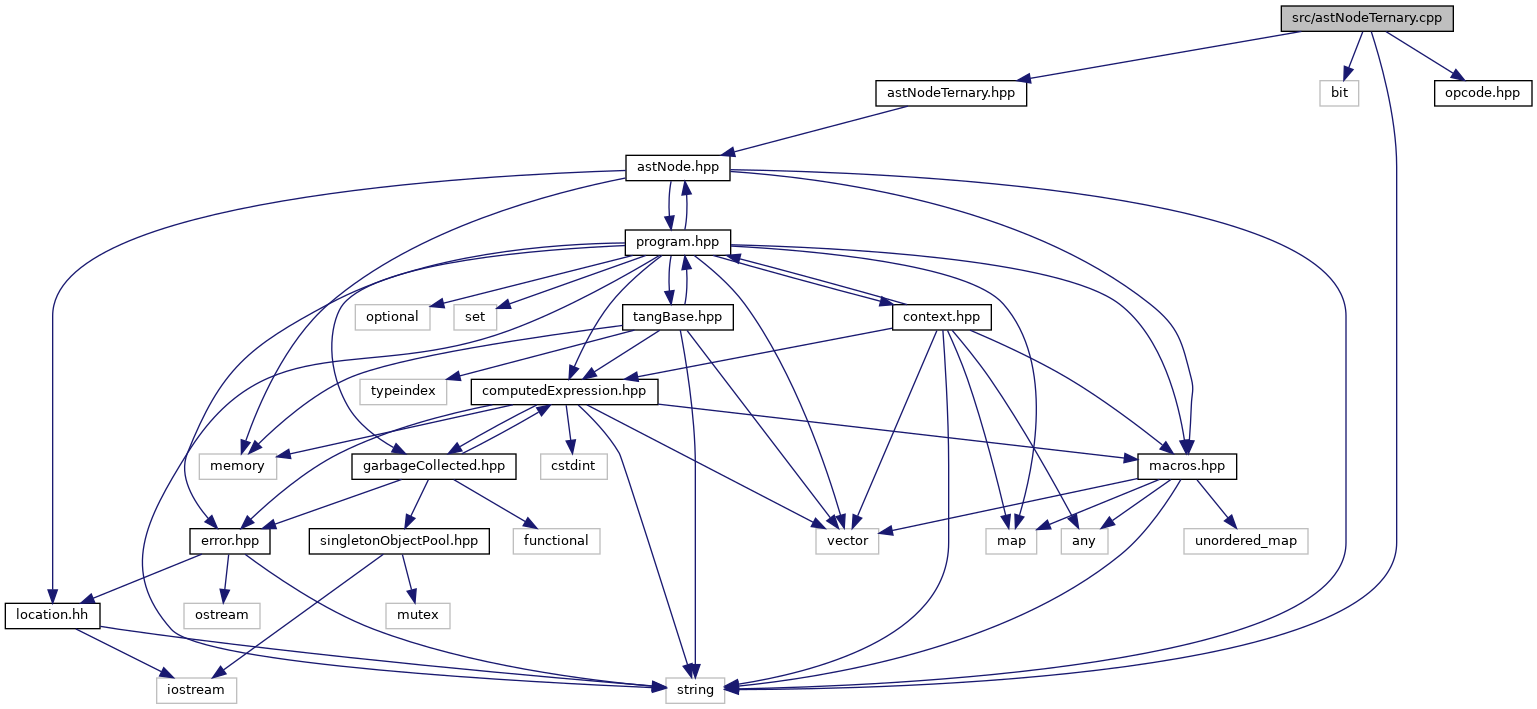 src/astNodeTernary.cpp
astNodeTernary.hpp
bit
opcode.hpp
astNode.hpp
program.hpp
optional
set
tangBase.hpp
context.hpp
typeindex
computedExpression.hpp
memory
garbageCollected.hpp
cstdint
macros.hpp
error.hpp
singletonObjectPool.hpp
functional
vector
map
any
unordered_map
location.hh
ostream
mutex
iostream
string